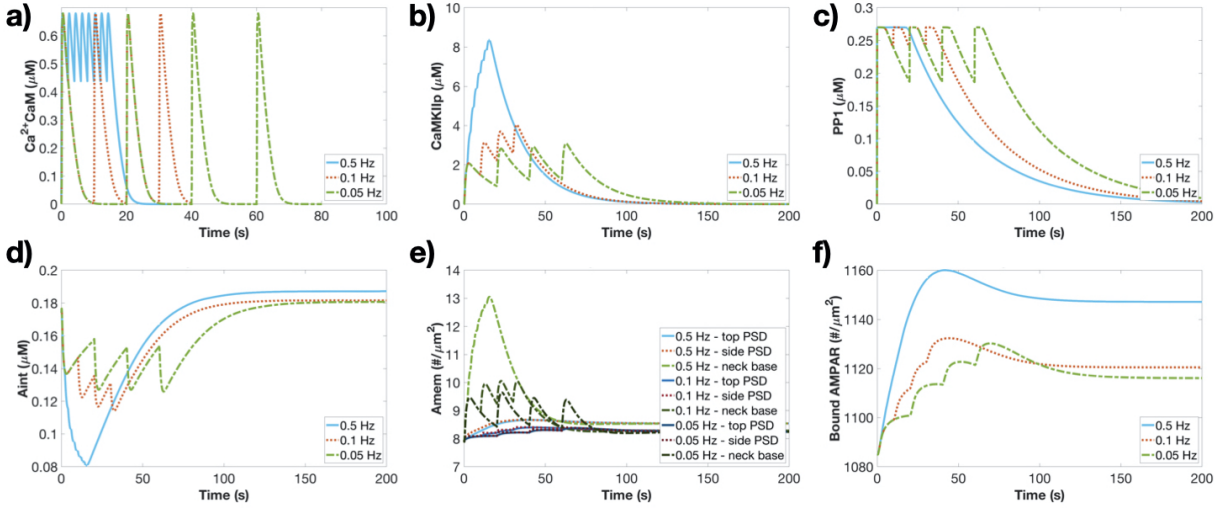 a)
Ca²⁺CaM (μM)
0.6
0.5
0.4
0.3
0.2
0.1
0
0 20 40 60 80 100
Time (s)
0.5 Hz
0.1 Hz
0.05 Hz
b)
CaMKIIp (μM)
10
8
6
4
2
0
0 50 100 150 200
Time (s)
0.5 Hz
0.1 Hz
0.05 Hz
c)
PP1 (μM)
0.3
0.25
0.2
0.15
0.1
0.05
0
0 50 100 150 200
Time (s)
0.5 Hz
0.1 Hz
0.05 Hz
d)
Aint (μM)
0.2
0.18
0.16
0.14
0.12
0.1
0.08
0 50 100 150 200
Time (s)
0.5 Hz
0.1 Hz
0.05 Hz
e)
Amem (#/μm²)
14
13
12
11
10
9
8
7
0 50 100 150 200
Time (s)
0.5 Hz - top PSD
0.5 Hz - side PSD
0.5 Hz - neck base
0.1 Hz - top PSD
0.1 Hz - side PSD
0.1 Hz - neck base
0.05 Hz - top PSD
0.05 Hz - side PSD
0.05 Hz - neck base
f)
Bound AMPAR (#/μm²)
1160
1140
1120
1100
1080
0 50 100 150 200
Time (s)
0.5 Hz
0.1 Hz
0.05 Hz